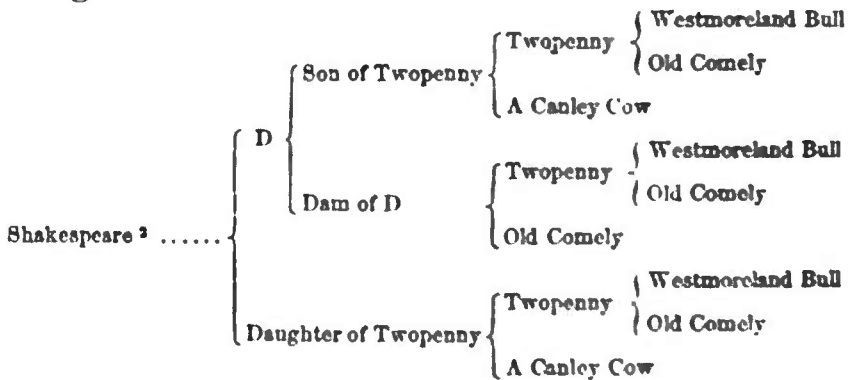 Westmoreland Bull
Twopenny
Old Comely
Son of Twopenny
A Canley Cow
D
Westmoreland Bull
Twopenny
Old Comely
Dam of D
Old Comely
Shakespeare ² ......
Westmoreland Bull
Twopenny
Old Comely
Daughter of Twopenny
A Canley Cow